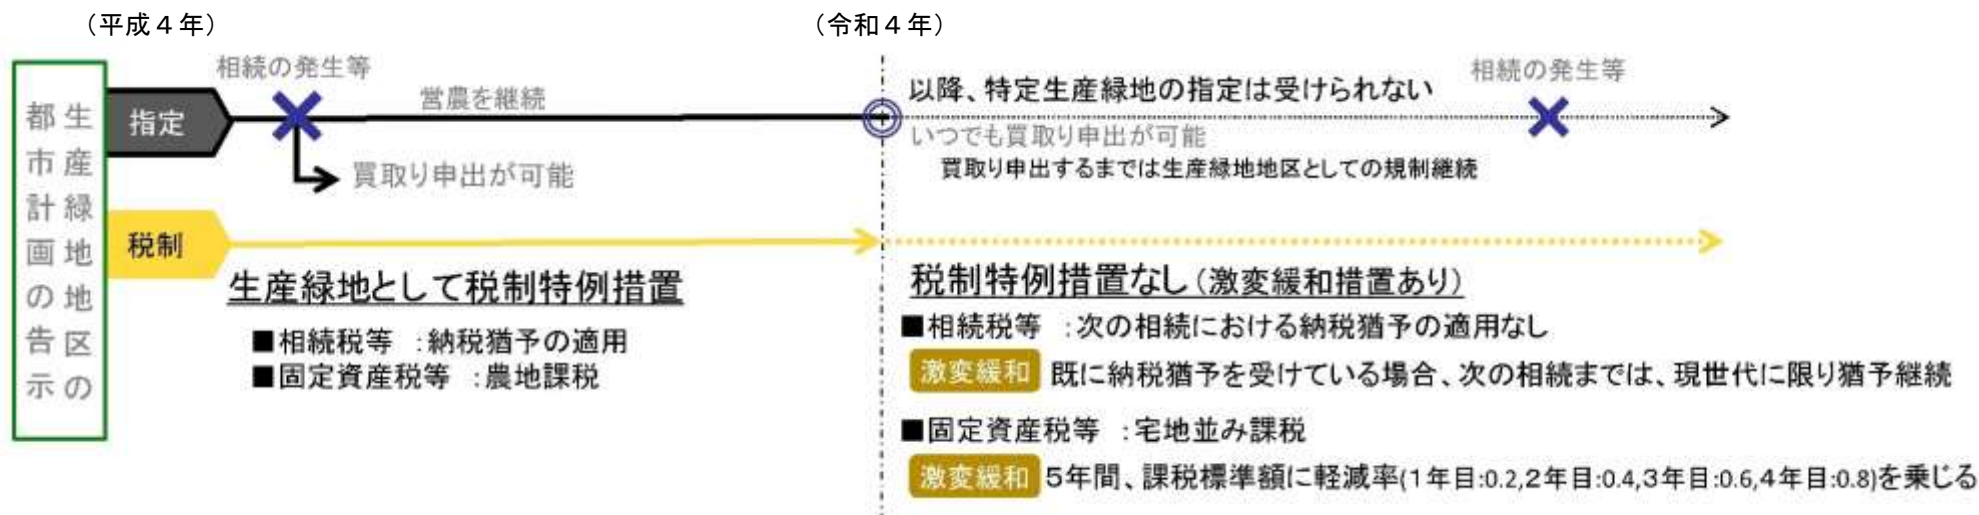 （平成４年）
（令和４年）
生産緑地地区の
都市計画の告示
指定
相続の発生等
営農を継続
買取り申出が可能
以降、特定生産緑地の指定は受けられない
相続の発生等
いつでも買取り申出が可能
買取り申出するまでは生産緑地地区としての規制継続
税制
生産緑地として税制特例措置
■相続税等　:納税猶予の適用
■固定資産税等　:農地課税
税制特例措置なし（激変緩和措置あり）
■相続税等　:次の相続における納税猶予の適用なし
激変緩和 既に納税猶予を受けている場合、次の相続までは、現世代に限り猶予継続
■固定資産税等　:宅地並み課税
激変緩和 ５年間、課税標準額に軽減率(１年目:0.2,２年目:0.4,３年目:0.6,４年目:0.8)を乗じる